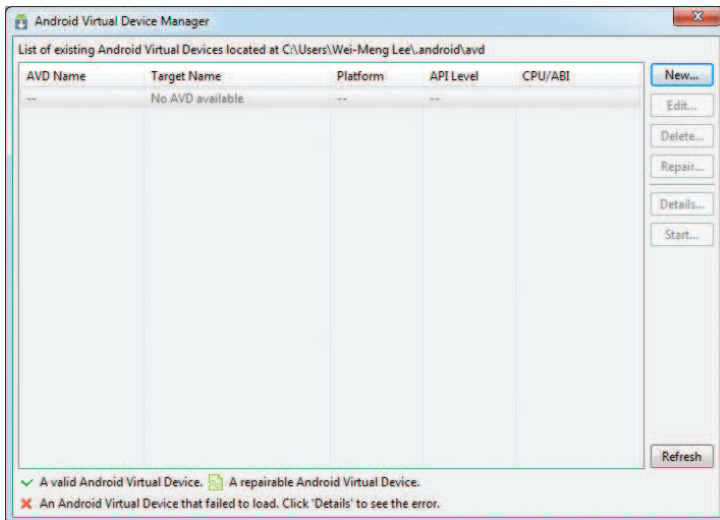 Android Virtual Device Manager
List of existing Android Virtual Devices located at C:\Users\Wei-Meng Lee\.android\avd
AVD Name Target Name Platform API Level CPU/ABI
-- No AVD available -- --
New...
Edit...
Delete...
Repair...
Details...
Start...
Refresh
A valid Android Virtual Device. A repairable Android Virtual Device.
An Android Virtual Device that failed to load. Click 'Details' to see the error.